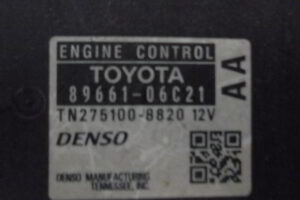 ENGINE CONTROL
TOYOTA
89661-06C21
AA
TN275100-8820 12V
DENSO
DENSO MANUFACTURING
TENNESSEE, INC.